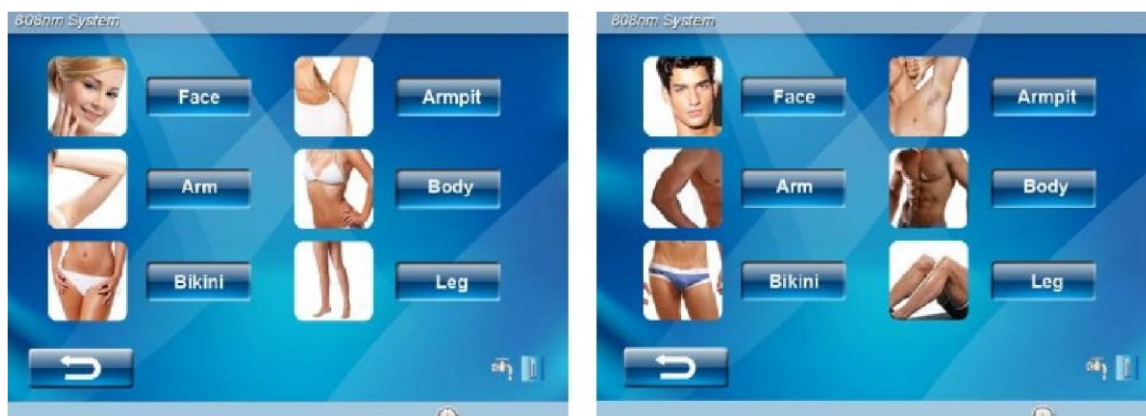 808nm System
Face
Armpit
Arm
Body
Bikini
Leg
808nm System
Face
Armpit
Arm
Body
Bikini
Leg